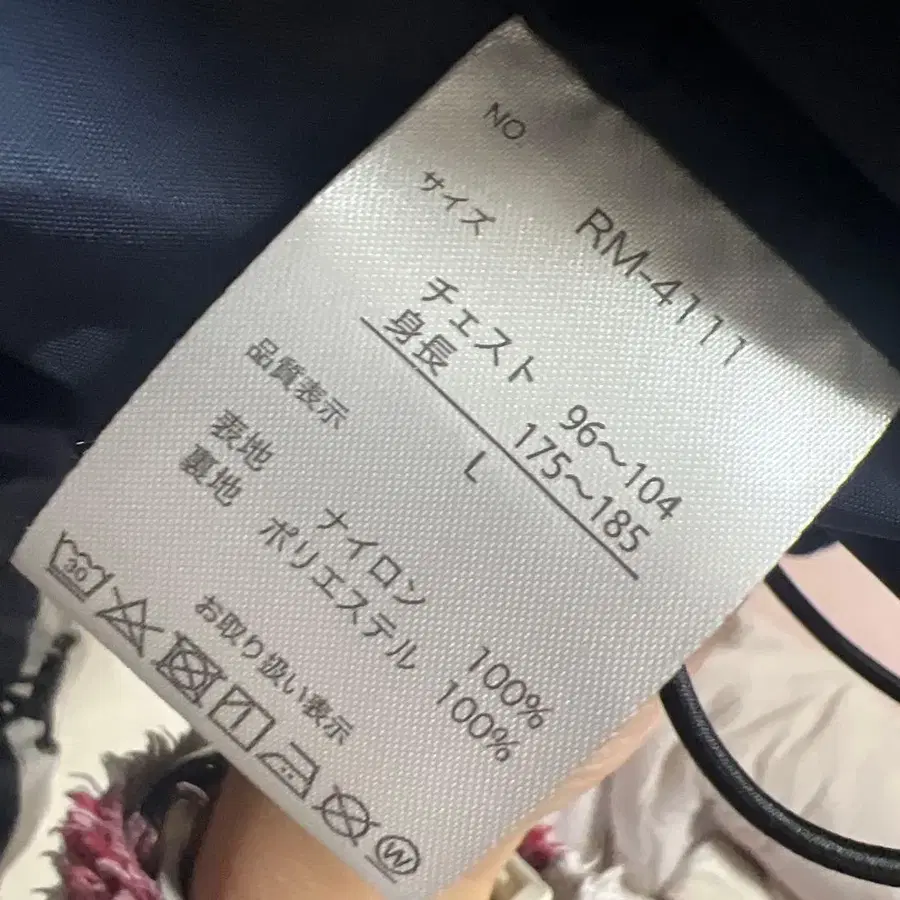 NO. RM-4111
サイズ
チェスト 96～104
身長 175～185
L
品質表示
表地 ナイロン 100%
裏地 ポリエステル 100%
お取り扱い表示
30
W